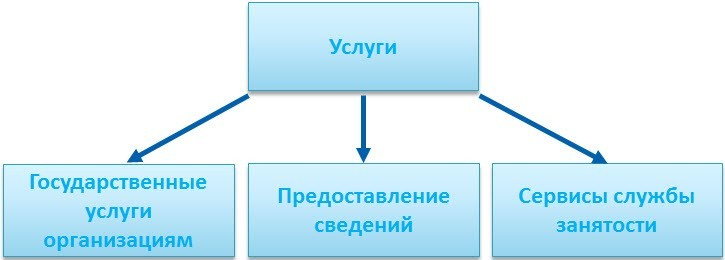 Услуги
Государственные
услуги
организациям
Предоставление
сведений
Сервисы службы
занятости